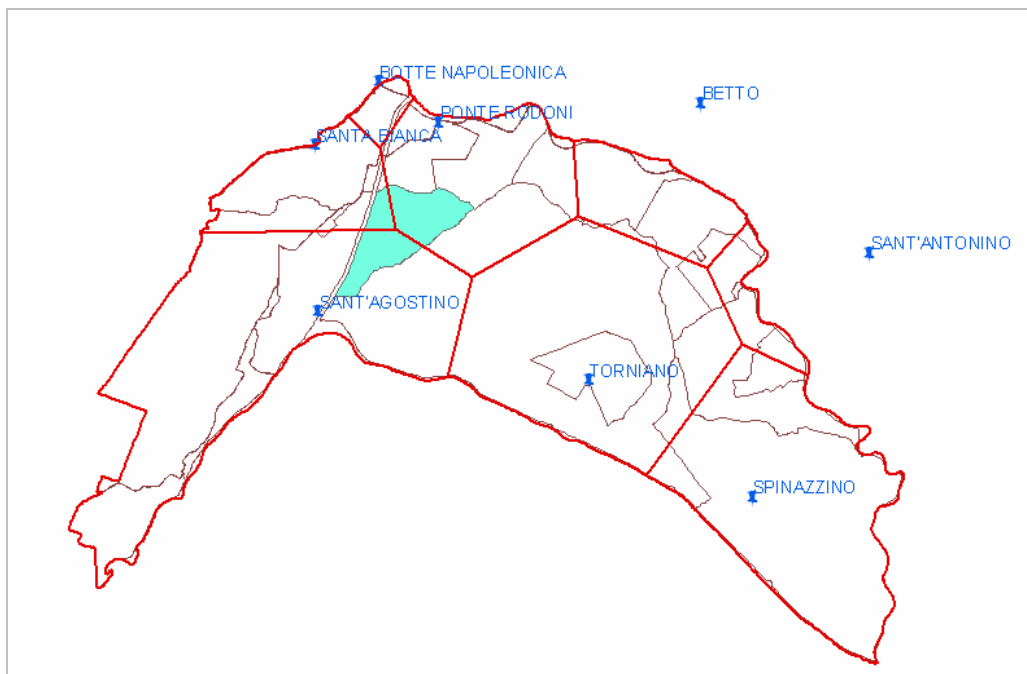 BOTTE NAPOLEONICA
BETTO
PONTE RODONI
SANTA BIANCA
SANT'ANTONINO
SANT'AGOSTINO
TORNIANO
SPINAZZINO